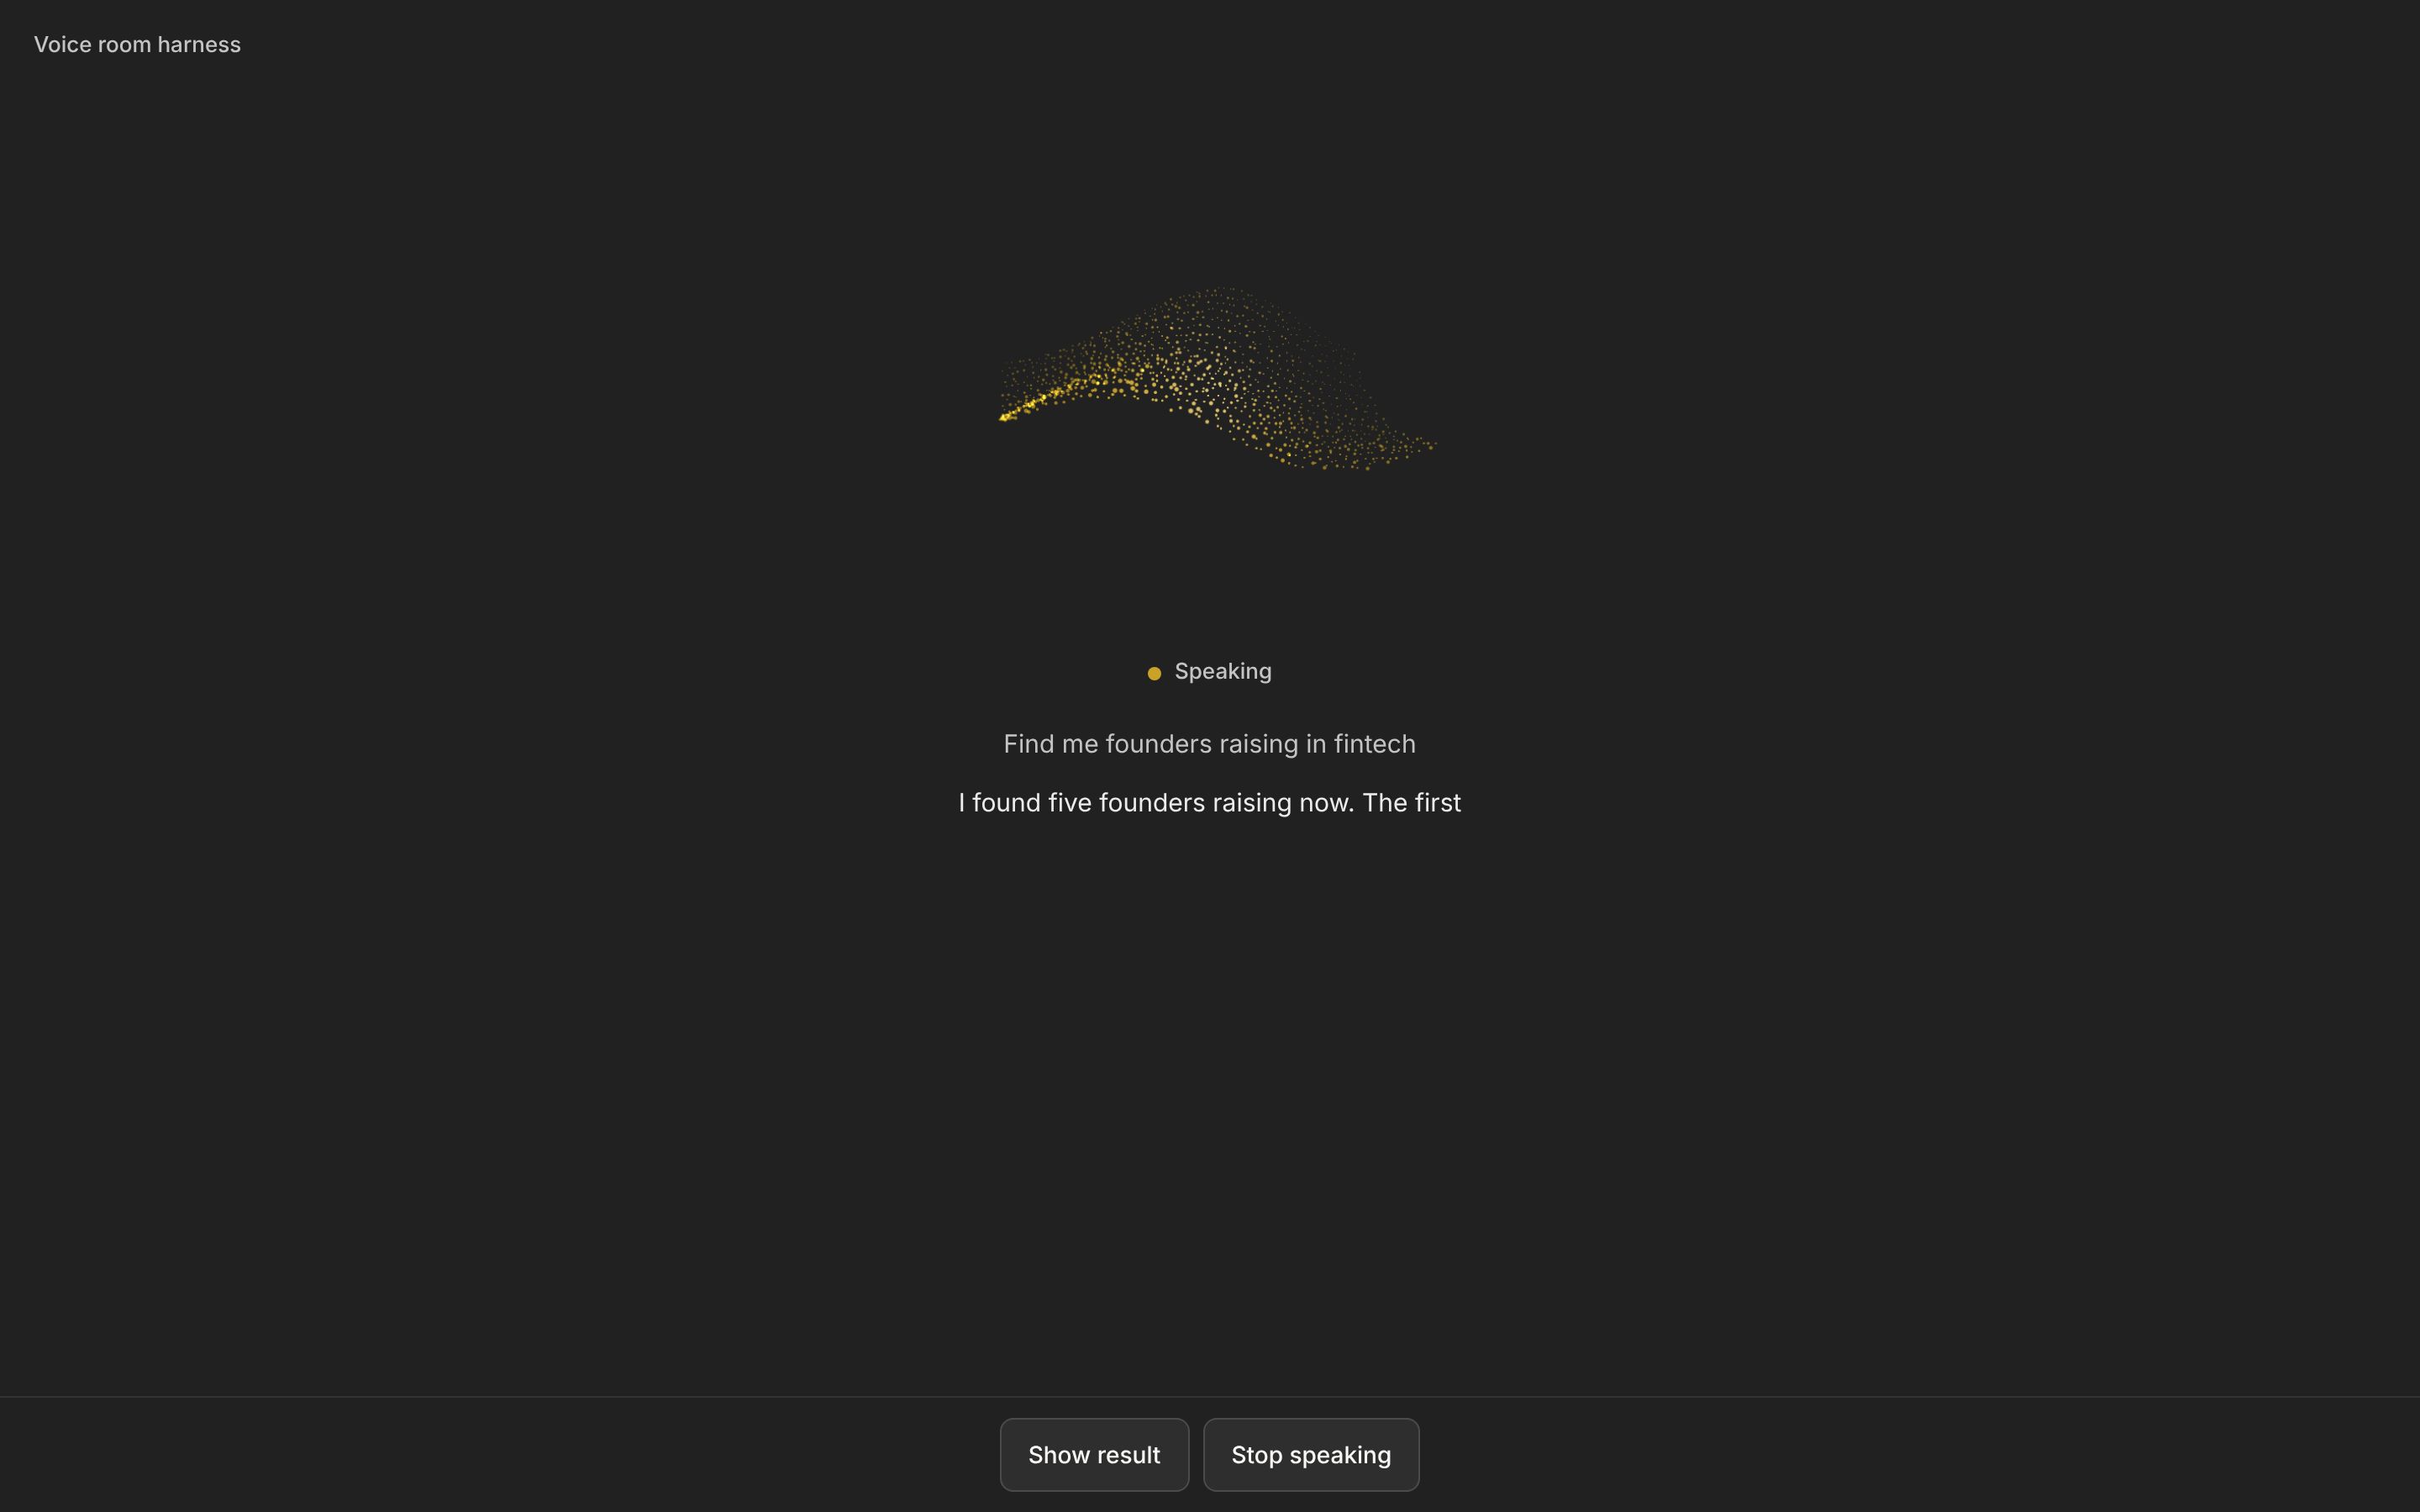 Voice room harness
Speaking
Find me founders raising in fintech
I found five founders raising now. The first
Show result
Stop speaking